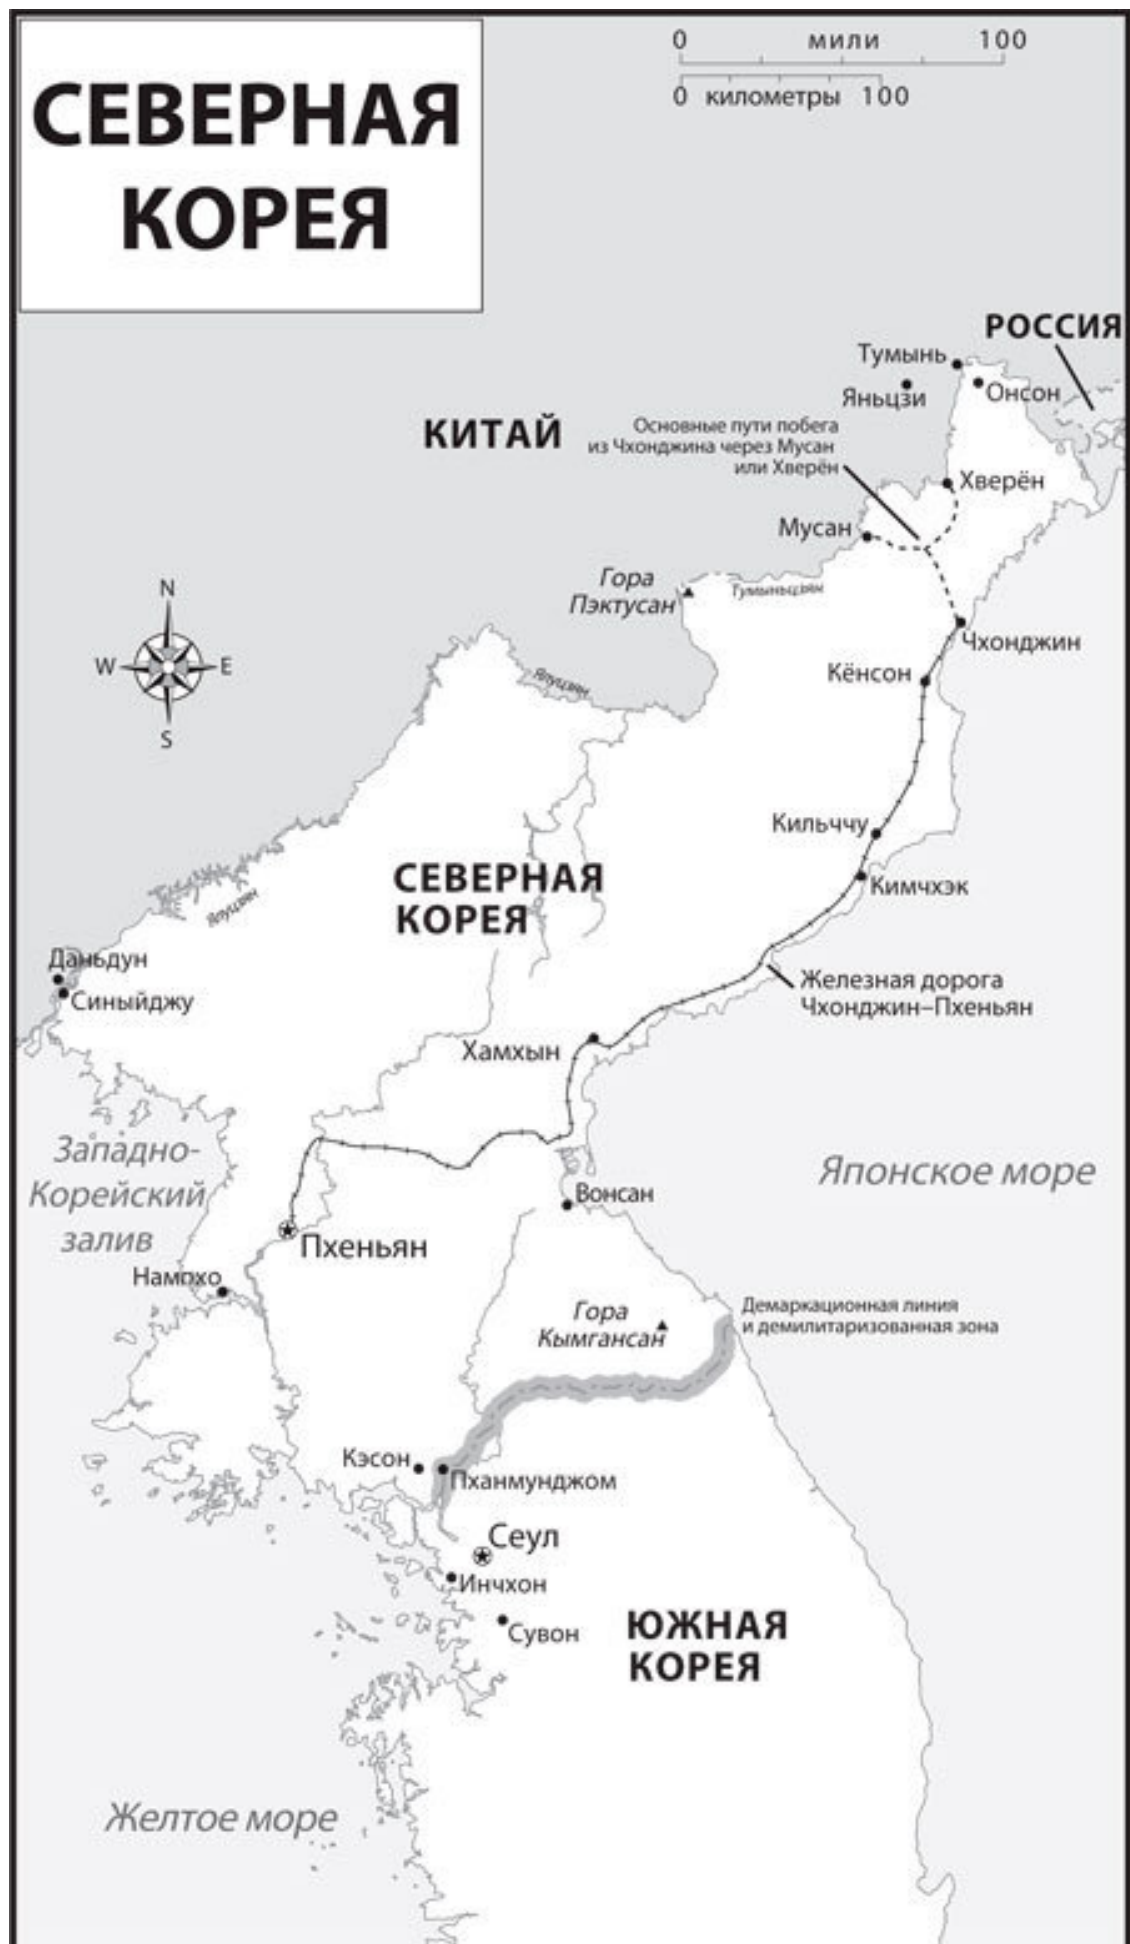 СЕВЕРНАЯ
КОРЕЯ
0 мили 100
0 километры 100
РОССИЯ
Тумынь
Яньцзи
Онсон
КИТАЙ
Основные пути побега
из Чхонджина через Мусан
или Хверён
Хверён
Мусан
Гора
Пэктусан
Тумыньцзян
N
W
E
S
Чхонджин
Кёнсон
Ялуцзян
Кильччу
СЕВЕРНАЯ
КОРЕЯ
Кимчхэк
Ялуцзян
Даньдун
Синыйджу
Железная дорога
Чхонджин–Пхеньян
Хамхын
Западно-
Корейский
залив
Японское море
Вонсан
Пхеньян
Нампхо
Гора
Кымгансан
Демаркационная линия
и демилитаризованная зона
Кэсон
Пханмунджом
Сеул
Инчхон
Сувон
ЮЖНАЯ
КОРЕЯ
Желтое море